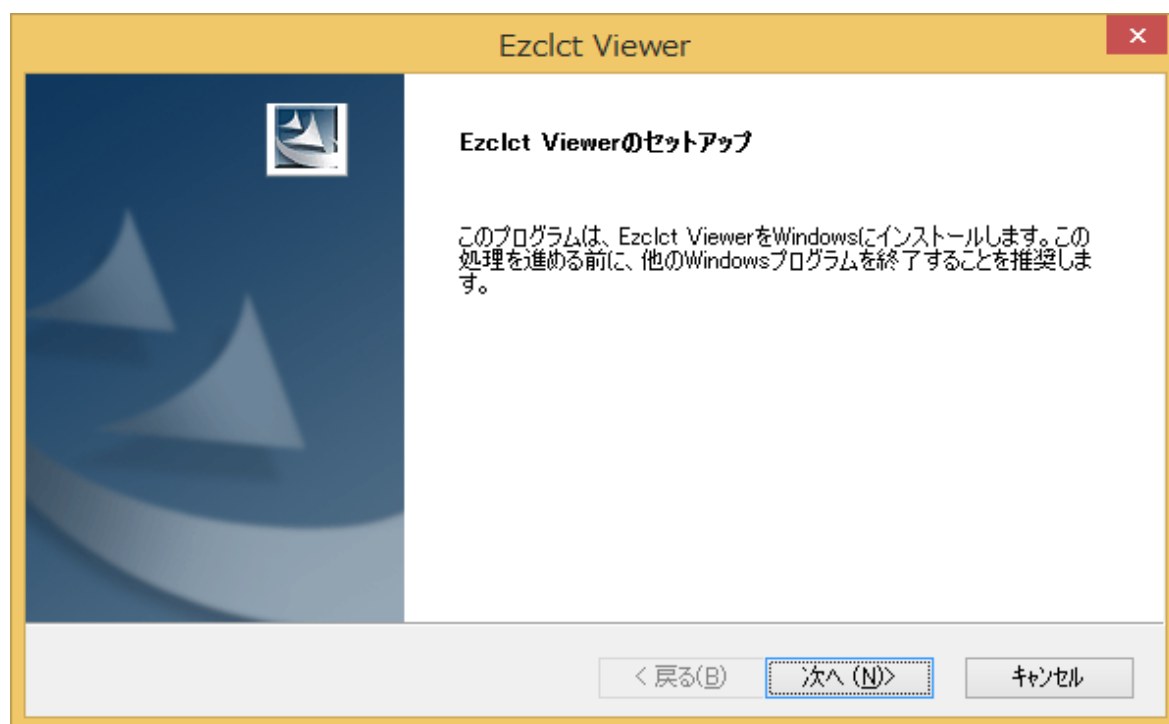 Ezclct Viewer
Ezclct Viewerのセットアップ
このプログラムは、Ezclct ViewerをWindowsにインストールします。この
処理を進める前に、他のWindowsプログラムを終了することを推奨しま
す。
< 戻る(B) 次へ (N)> キャンセル